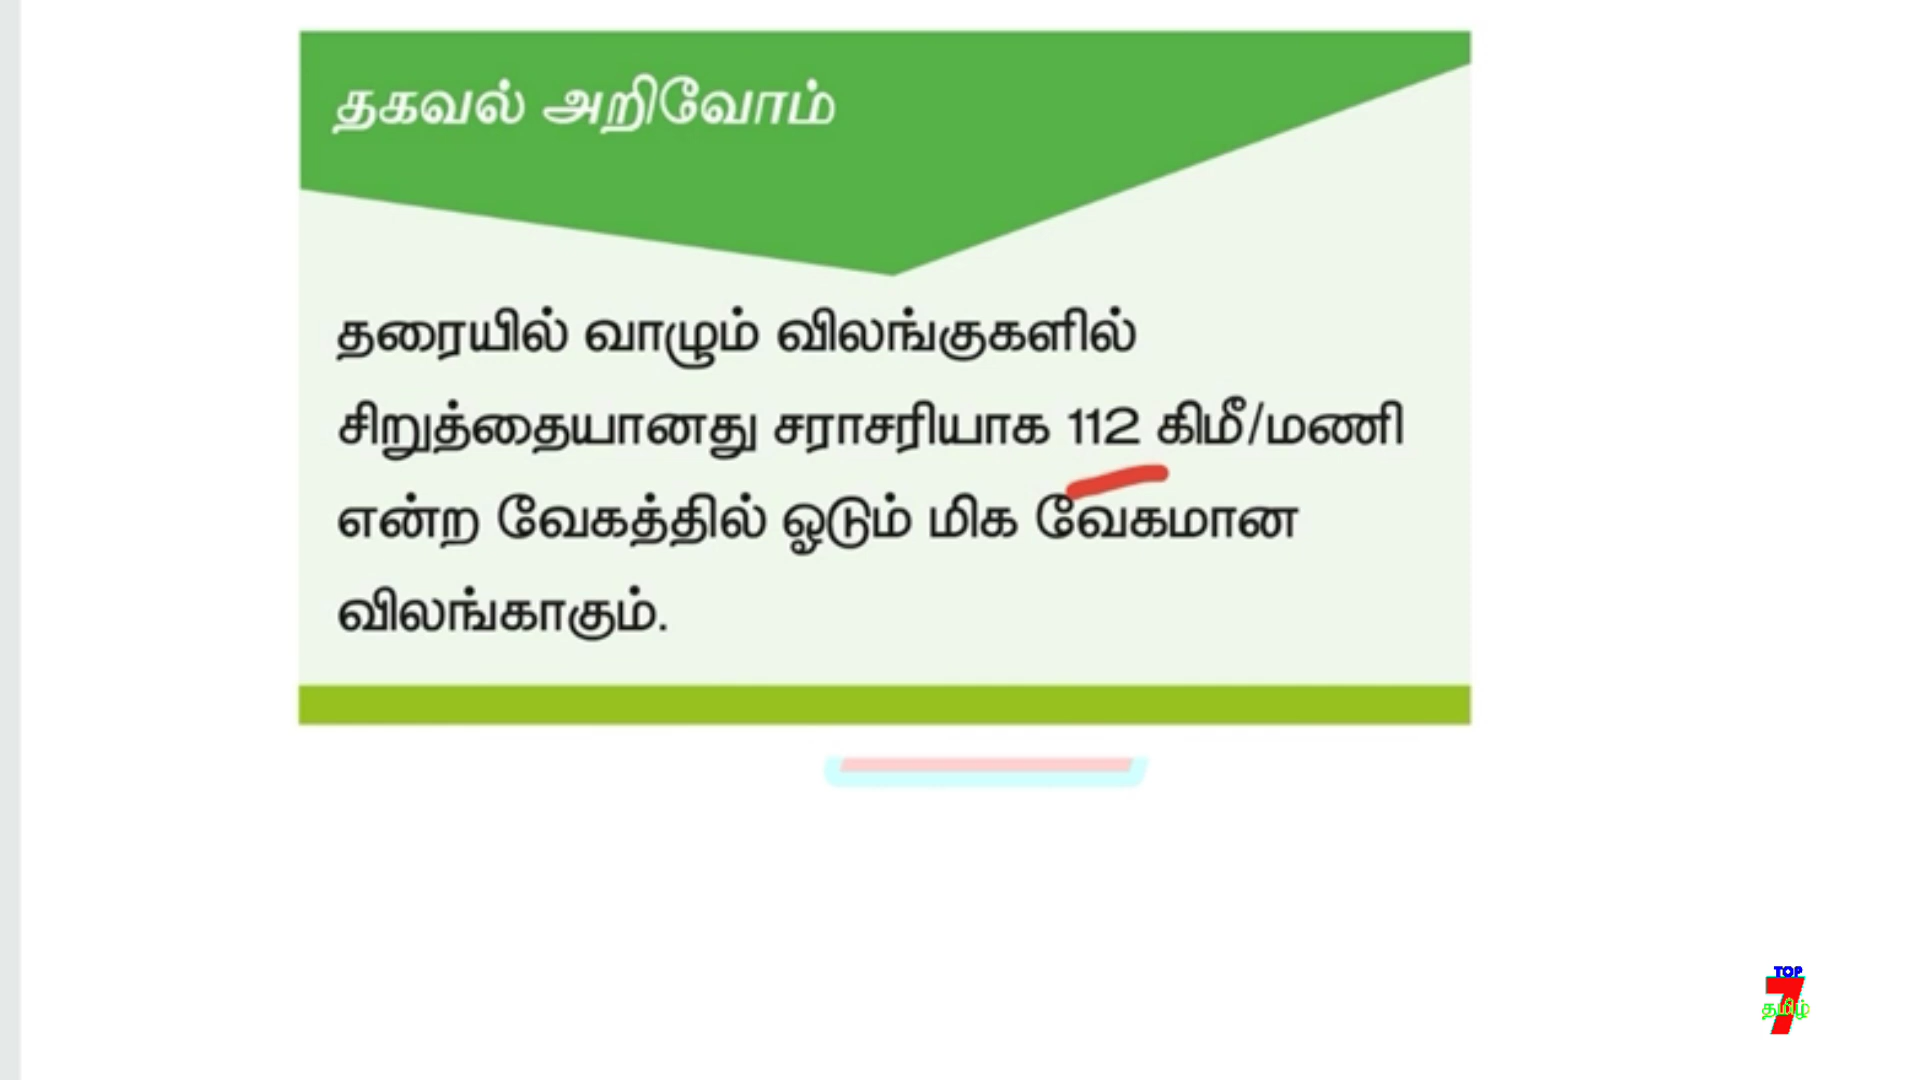 தகவல் அறிவோம்
தரையில் வாழும் விலங்குகளில்
சிறுத்தையானது சராசரியாக 112 கிமீ/மணி
என்ற வேகத்தில் ஓடும் மிக வேகமான
விலங்காகும்.
TOP
7
தமிழ்